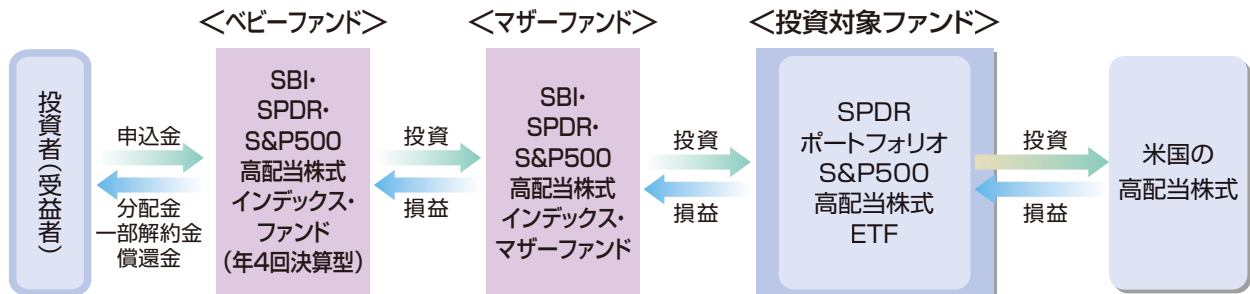 ＜ベビーファンド＞
＜マザーファンド＞
＜投資対象ファンド＞
投資者（受益者）
申込金
分配金
一部解約金
償還金
SBI・
SPDR・
S&P500
高配当株式
インデックス・
ファンド
（年4回決算型）
投資
損益
SBI・
SPDR・
S&P500
高配当株式
インデックス・
マザーファンド
投資
損益
SPDR
ポートフォリオ
S&P500
高配当株式
ETF
投資
損益
米国の
高配当株式